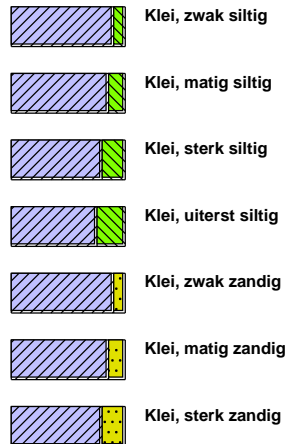 Klei, zwak siltig
Klei, matig siltig
Klei, sterk siltig
Klei, uiterst siltig
Klei, zwak zandig
Klei, matig zandig
Klei, sterk zandig